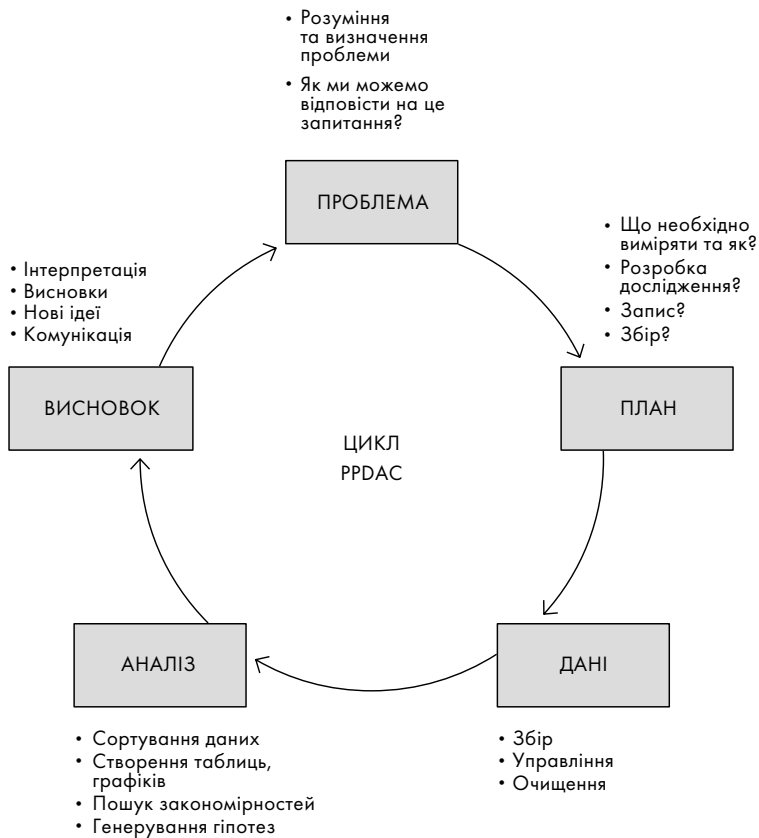 • Розуміння
та визначення
проблеми
• Як ми можемо
відповісти на це
запитання?
ПРОБЛЕМА
• Що необхідно
виміряти та як?
• Розробка
дослідження?
• Запис?
• Збір?
ПЛАН
ЦИКЛ
PPDAC
ДАНІ
• Збір
• Управління
• Очищення
АНАЛІЗ
• Сортування даних
• Створення таблиць,
графіків
• Пошук закономірностей
• Генерування гіпотез
ВИСНОВОК
• Інтерпретація
• Висновки
• Нові ідеї
• Комунікація